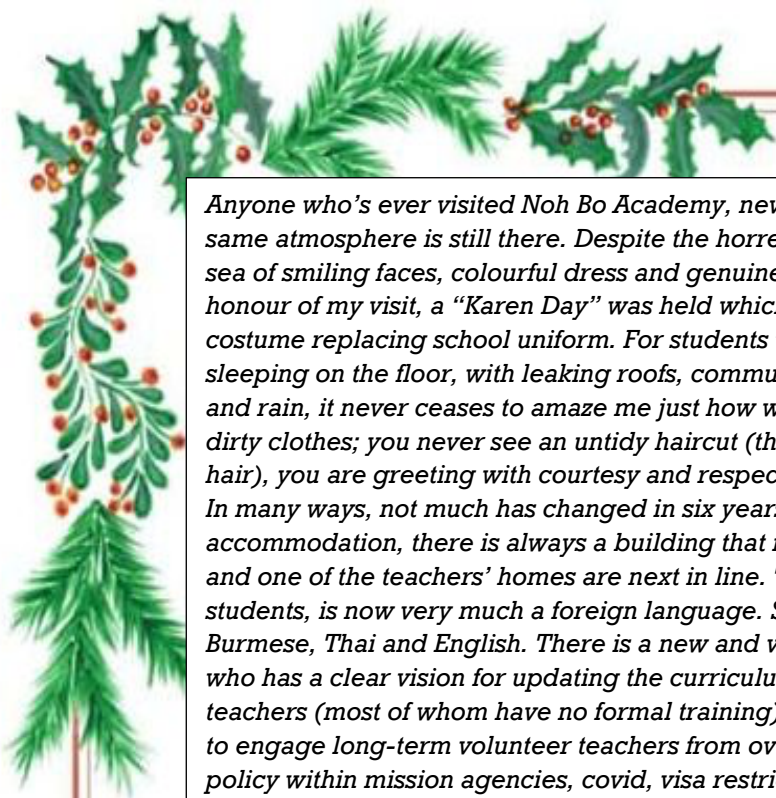 Anyone who's ever visited Noh Bo Academy, nev
same atmosphere is still there. Despite the horre
sea of smiling faces, colourful dress and genuine
honour of my visit, a “Karen Day” was held which
costume replacing school uniform. For students
sleeping on the floor, with leaking roofs, commu
and rain, it never ceases to amaze me just how w
dirty clothes; you never see an untidy haircut (th
hair), you are greeting with courtesy and respec
In many ways, not much has changed in six year
accommodation, there is always a building that
and one of the teachers' homes are next in line.
students, is now very much a foreign language. S
Burmese, Thai and English. There is a new and v
who has a clear vision for updating the curriculu
teachers (most of whom have no formal training)
to engage long-term volunteer teachers from ov
policy within mission agencies, covid, visa restri